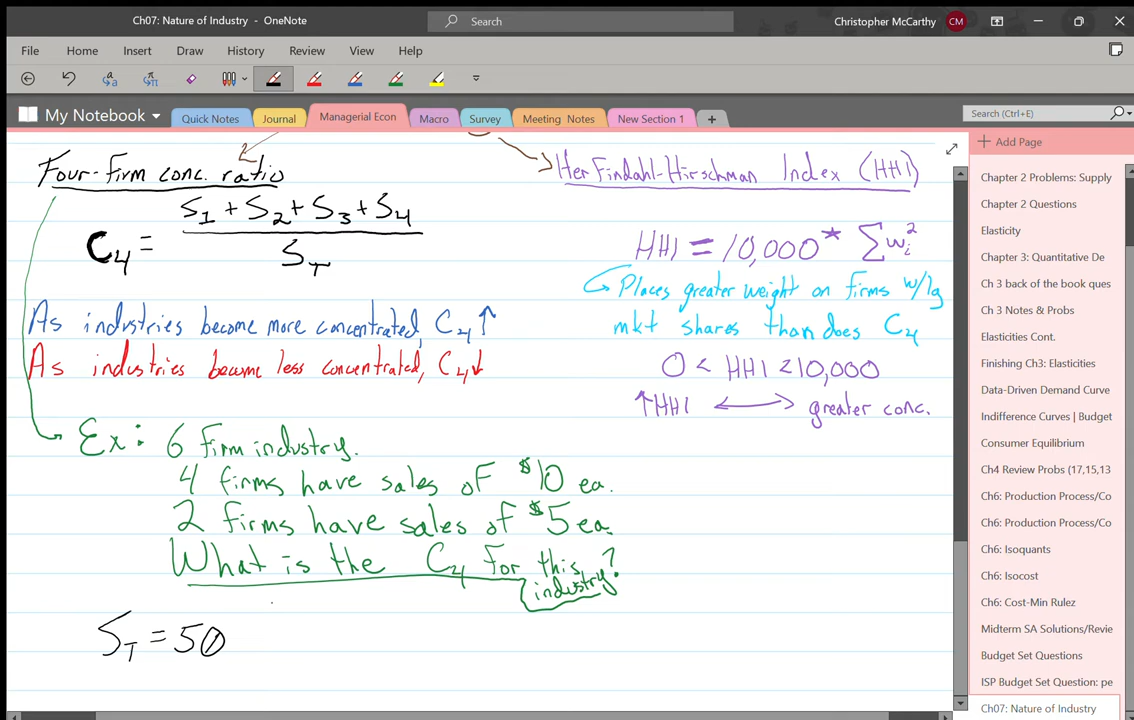 Ch07: Nature of Industry - OneNote
Search
Christopher McCarthy
CM
File Home Insert Draw History Review View Help
My Notebook
Quick Notes
Journal
Managerial Econ
Macro
Survey
Meeting Notes
New Section 1
+
Search (Ctrl+E)
Add Page
Chapter 2 Problems: Supply
Chapter 2 Questions
Elasticity
Chapter 3: Quantitative De
Ch 3 back of the book ques
Ch 3 Notes & Probs
Elasticities Cont.
Finishing Ch3: Elasticities
Data-Driven Demand Curve
Indifference Curves | Budget
Consumer Equilibrium
Ch4 Review Probs (17,15,13
Ch6: Production Process/Co
Ch6: Production Process/Co
Ch6: Isoquants
Ch6: Isocost
Ch6: Cost-Min Rulez
Midterm SA Solutions/Revie
Budget Set Questions
ISP Budget Set Question: pe
Ch07: Nature of Industry
Four-firm conc. ratio
C₄ = S₁ + S₂ + S₃ + S₄
S_T
As industries become more concentrated, C₄ ↑
As industries become less concentrated, C₄ ↓
Ex: 6 firm industry.
4 firms have sales of $10 ea.
2 firms have sales of $5 ea.
What is the C₄ for this
industry?
S_T = 50
Herfindahl-Hirschman Index (HHI)
HHI = 10,000 * Σwᵢ²
Places greater weight on firms w/lg
mkt shares than does C₄
0 < HHI < 10,000
↑HHI ⟷ greater conc.